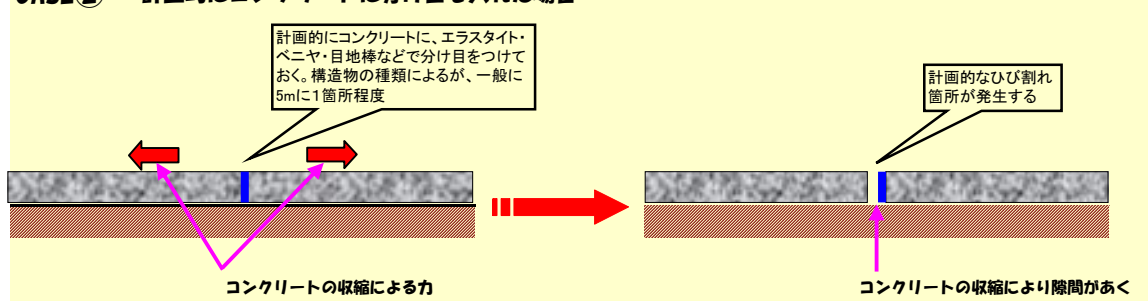 計画的にコンクリートに、エラスタイト・
ベニヤ・目地棒などで分け目をつけて
おく。構造物の種類によるが、一般に
5mに1箇所程度
計画的なひび割れ
箇所が発生する
コンクリートの収縮による力
コンクリートの収縮により隙間があく